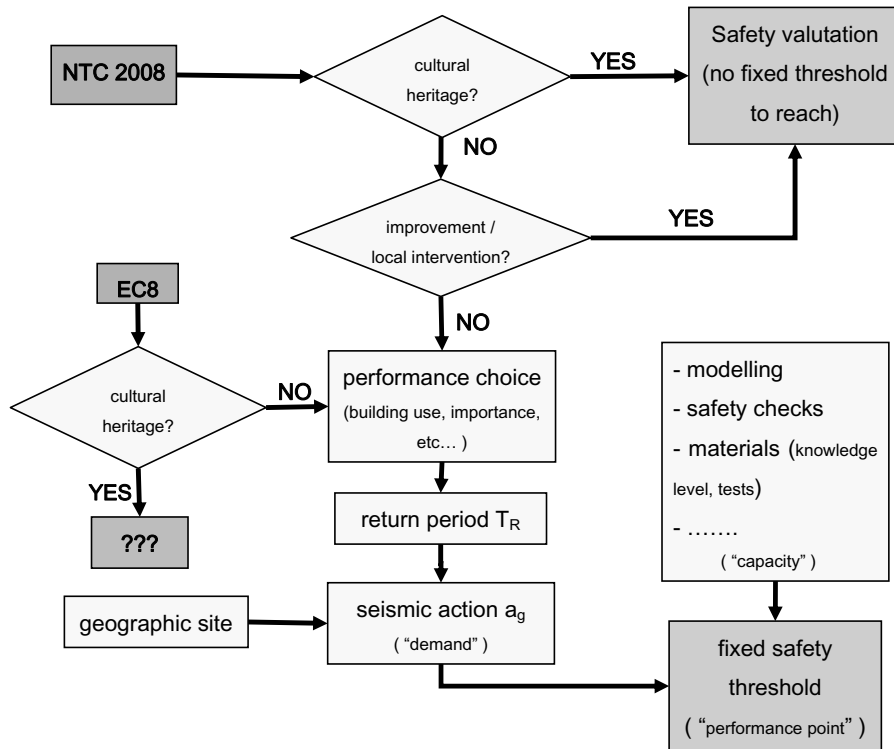 NTC 2008
cultural
heritage?
YES
Safety valutation
(no fixed threshold
to reach)
NO
improvement /
local intervention?
YES
NO
EC8
cultural
heritage?
NO
YES
???
performance choice
(building use, importance,
etc… )
return period TR
geographic site
seismic action ag
( “demand” )
- modelling
- safety checks
- materials (knowledge
level, tests)
- …….
( “capacity” )
fixed safety
threshold
( “performance point” )